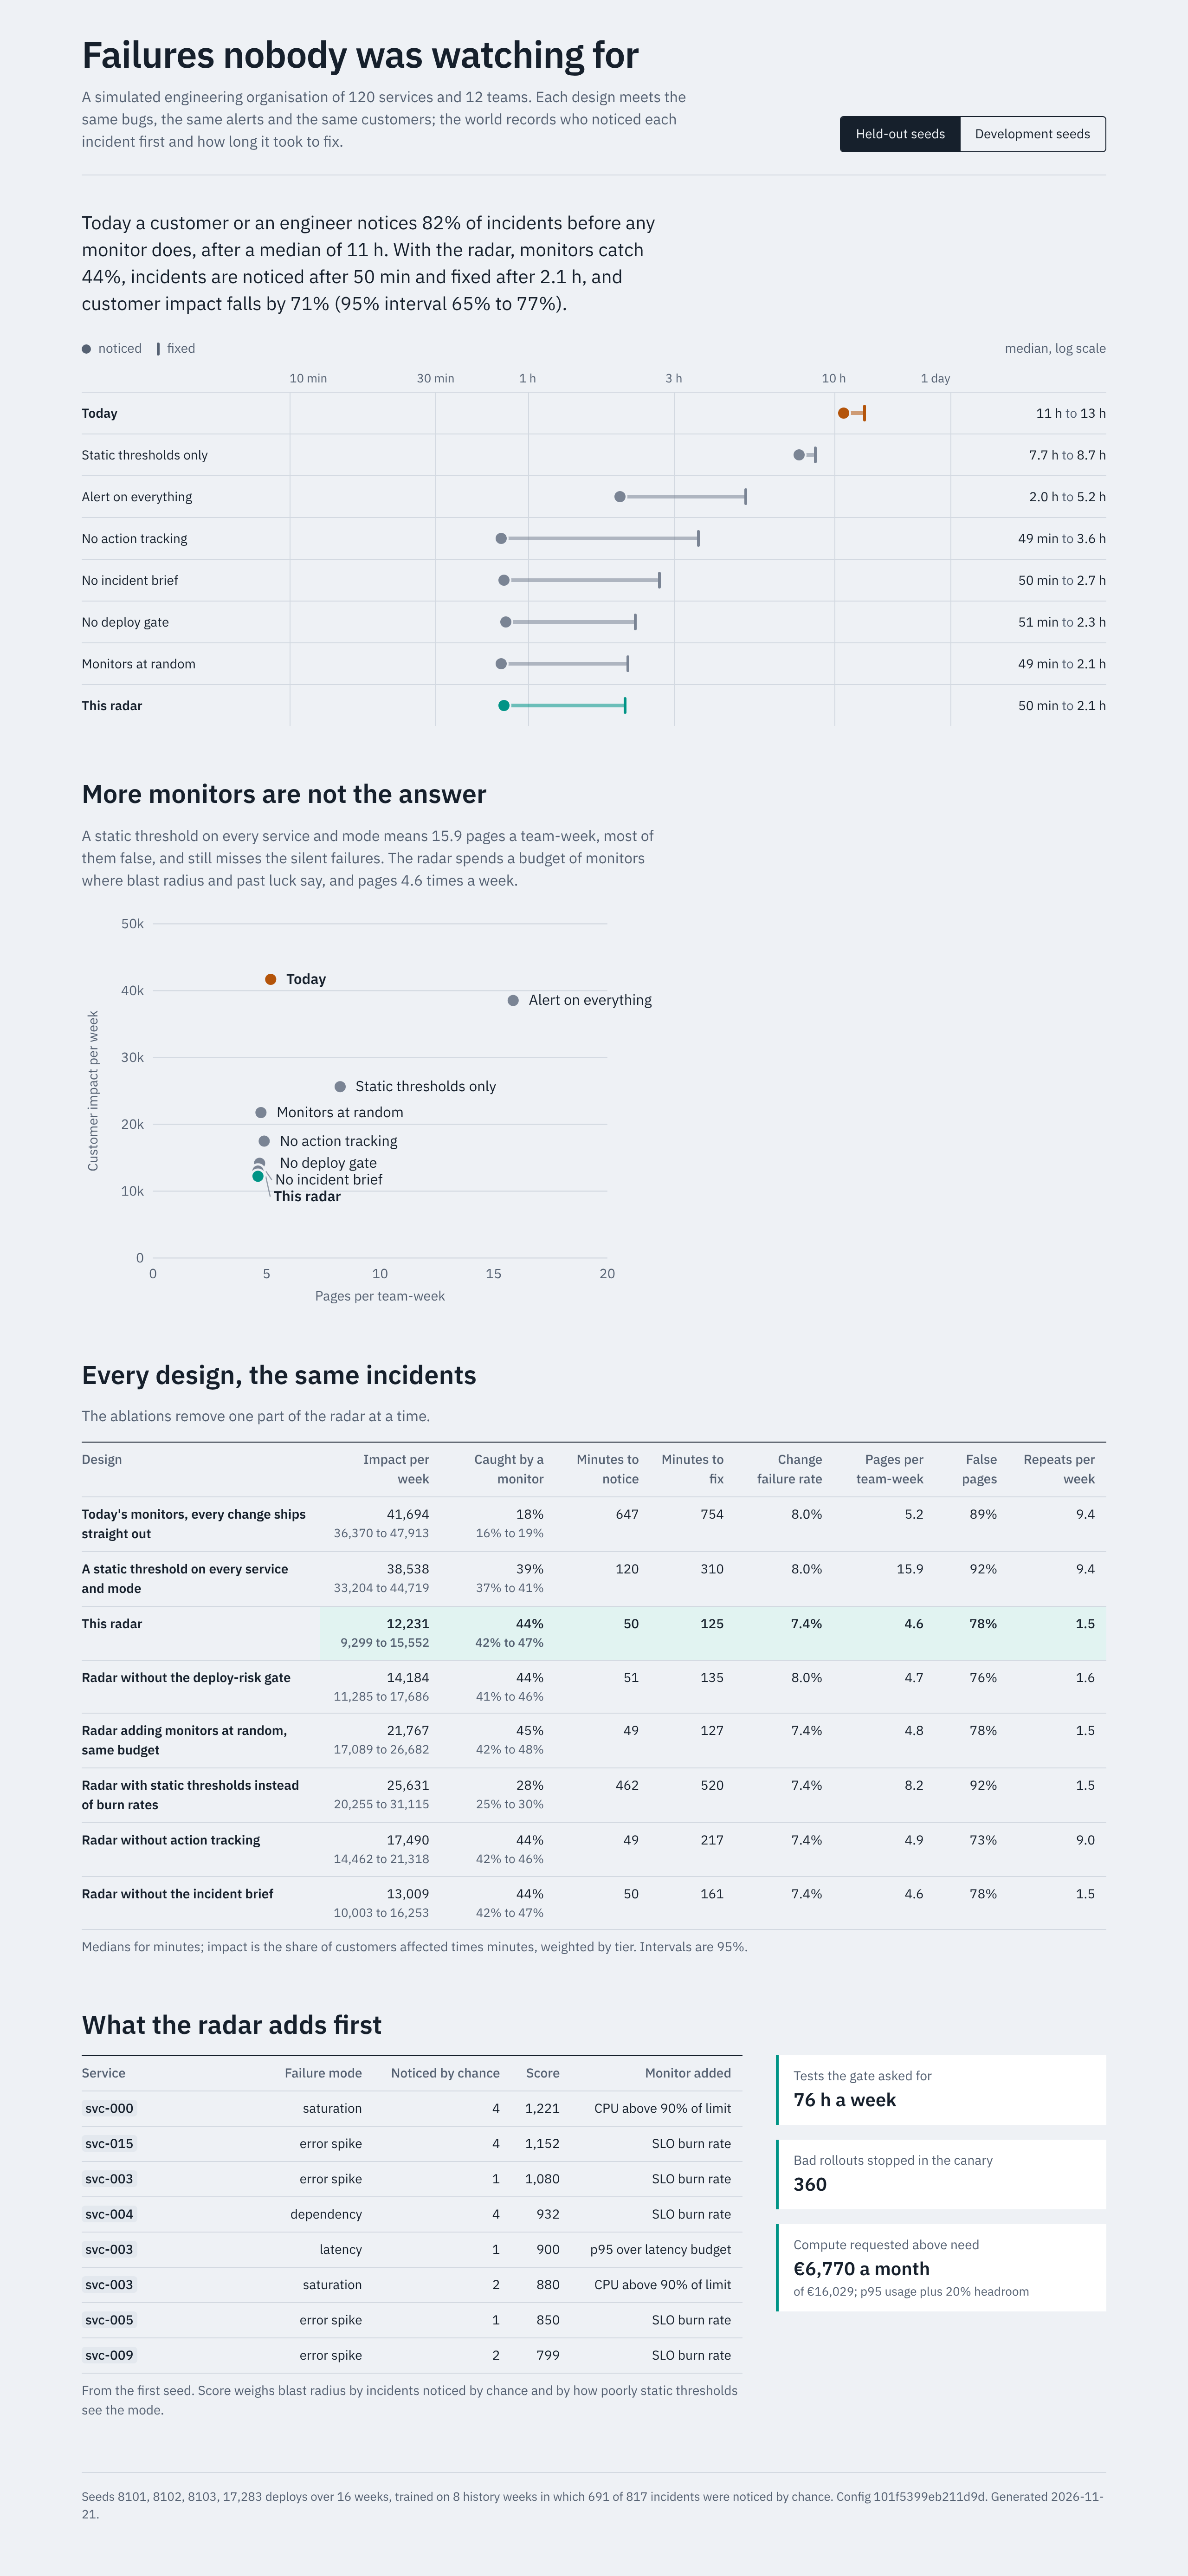 Failures nobody was watching for
A simulated engineering organisation of 120 services and 12 teams. Each design meets the
same bugs, the same alerts and the same customers; the world records who noticed each
incident first and how long it took to fix.
Held-out seeds Development seeds
Today a customer or an engineer notices 82% of incidents before any
monitor does, after a median of 11 h. With the radar, monitors catch
44%, incidents are noticed after 50 min and fixed after 2.1 h, and
customer impact falls by 71% (95% interval 65% to 77%).
noticed fixed median, log scale
10 min 30 min 1 h 3 h 10 h 1 day
Today 11 h to 13 h
Static thresholds only 7.7 h to 8.7 h
Alert on everything 2.0 h to 5.2 h
No action tracking 49 min to 3.6 h
No incident brief 50 min to 2.7 h
No deploy gate 51 min to 2.3 h
Monitors at random 49 min to 2.1 h
This radar 50 min to 2.1 h
More monitors are not the answer
A static threshold on every service and mode means 15.9 pages a team-week, most of
them false, and still misses the silent failures. The radar spends a budget of monitors
where blast radius and past luck say, and pages 4.6 times a week.
50k
Today
40k
Alert on everything
Customer impact per week
30k
Static thresholds only
Monitors at random
20k
No action tracking
No deploy gate
No incident brief
10k
This radar
0
0 5 10 15 20
Pages per team-week
Every design, the same incidents
The ablations remove one part of the radar at a time.
Design Impact per Caught by a Minutes to Minutes to Change Pages per False Repeats per
week monitor notice fix failure rate team-week pages week
Today's monitors, every change ships 41,694 18% 647 754 8.0% 5.2 89% 9.4
straight out 36,370 to 47,913 16% to 19%
A static threshold on every service 38,538 39% 120 310 8.0% 15.9 92% 9.4
and mode 33,204 to 44,719 37% to 41%
This radar 12,231 44% 50 125 7.4% 4.6 78% 1.5
9,299 to 15,552 42% to 47%
Radar without the deploy-risk gate 14,184 44% 51 135 8.0% 4.7 76% 1.6
11,285 to 17,686 41% to 46%
Radar adding monitors at random, 21,767 45% 49 127 7.4% 4.8 78% 1.5
same budget 17,089 to 26,682 42% to 48%
Radar with static thresholds instead 25,631 28% 462 520 7.4% 8.2 92% 1.5
of burn rates 20,255 to 31,115 25% to 30%
Radar without action tracking 17,490 44% 49 217 7.4% 4.9 73% 9.0
14,462 to 21,318 42% to 46%
Radar without the incident brief 13,009 44% 50 161 7.4% 4.6 78% 1.5
10,003 to 16,253 42% to 47%
Medians for minutes; impact is the share of customers affected times minutes, weighted by tier. Intervals are 95%.
What the radar adds first
Service Failure mode Noticed by chance Score Monitor added
svc-000 saturation 4 1,221 CPU above 90% of limit
svc-015 error spike 4 1,152 SLO burn rate
svc-003 error spike 1 1,080 SLO burn rate
svc-004 dependency 4 932 SLO burn rate
svc-003 latency 1 900 p95 over latency budget
svc-003 saturation 2 880 CPU above 90% of limit
svc-005 error spike 1 850 SLO burn rate
svc-009 error spike 2 799 SLO burn rate
From the first seed. Score weighs blast radius by incidents noticed by chance and by how poorly static thresholds
see the mode.
Tests the gate asked for
76 h a week
Bad rollouts stopped in the canary
360
Compute requested above need
€6,770 a month
of €16,029; p95 usage plus 20% headroom
Seeds 8101, 8102, 8103, 17,283 deploys over 16 weeks, trained on 8 history weeks in which 691 of 817 incidents were noticed by chance. Config 101f5399eb211d9d. Generated 2026-11-
21.